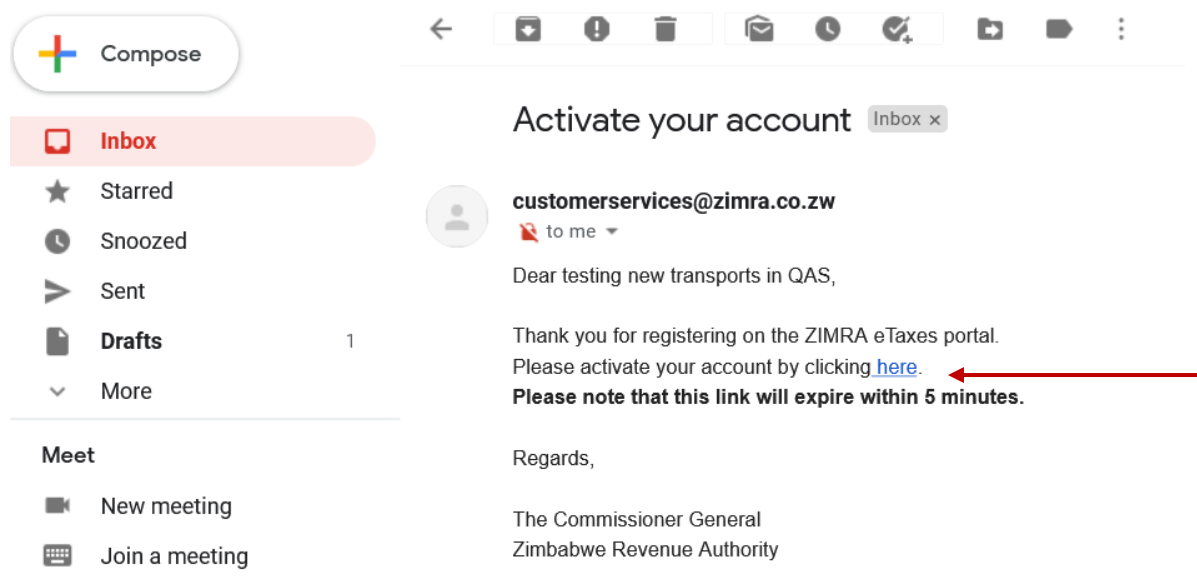 Compose
Inbox
Starred
Snoozed
Sent
Drafts 1
More
Meet
New meeting
Join a meeting
Activate your account Inbox x
customerservices@zimra.co.zw
to me
Dear testing new transports in QAS,
Thank you for registering on the ZIMRA eTaxes portal.
Please activate your account by clicking here.
Please note that this link will expire within 5 minutes.
Regards,
The Commissioner General
Zimbabwe Revenue Authority